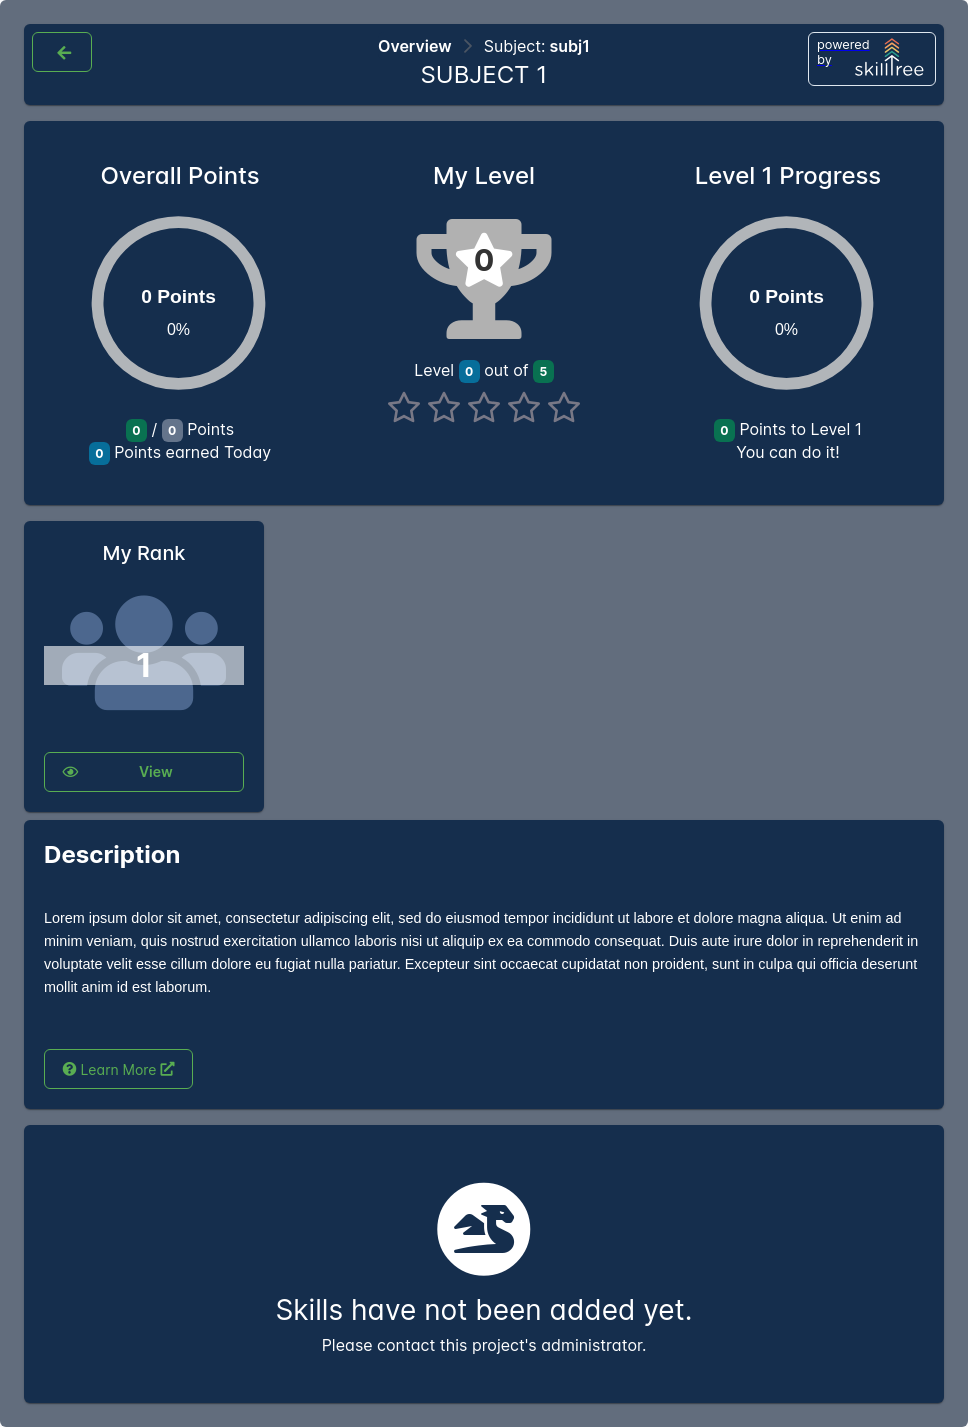 Overview > Subject: subj1
SUBJECT 1
powered
by
skilltree
Overall Points
0 Points
0%
0 / 0 Points
0 Points earned Today
My Level
0
Level 0 out of 5
Level 1 Progress
0 Points
0%
0 Points to Level 1
You can do it!
My Rank
1
View
Description
Lorem ipsum dolor sit amet, consectetur adipiscing elit, sed do eiusmod tempor incididunt ut labore et dolore magna aliqua. Ut enim ad
minim veniam, quis nostrud exercitation ullamco laboris nisi ut aliquip ex ea commodo consequat. Duis aute irure dolor in reprehenderit in
voluptate velit esse cillum dolore eu fugiat nulla pariatur. Excepteur sint occaecat cupidatat non proident, sunt in culpa qui officia deserunt
mollit anim id est laborum.
Learn More
Skills have not been added yet.
Please contact this project's administrator.